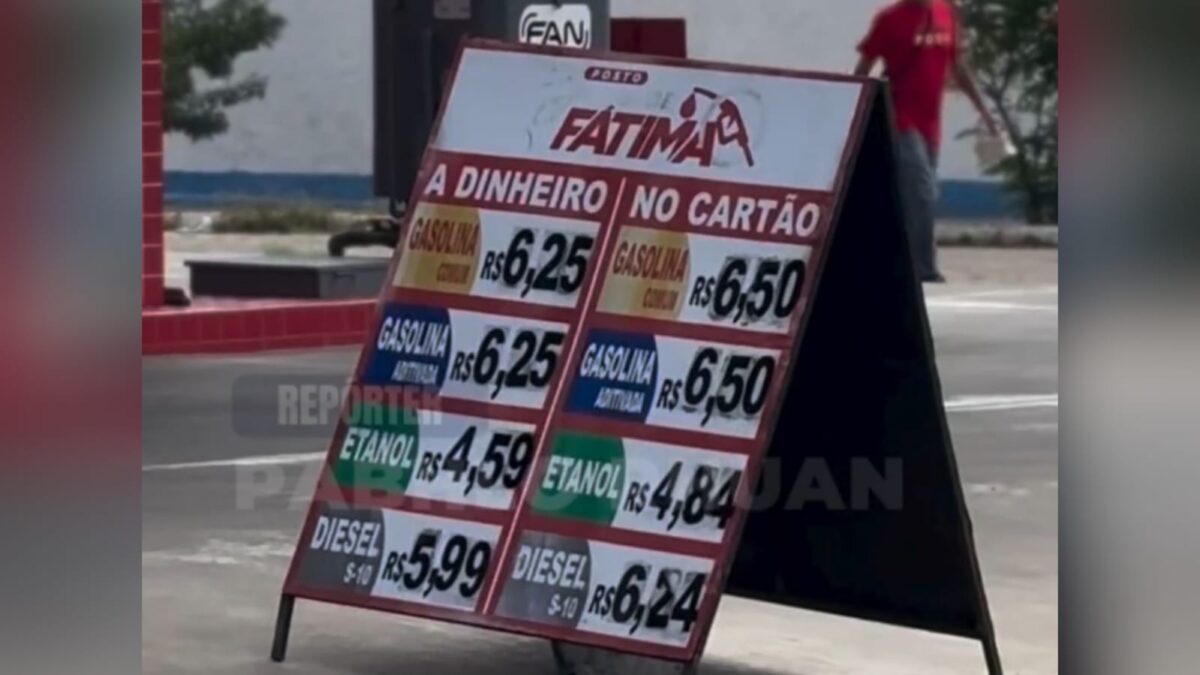 FAN
POSTO
FÁTIMA
A DINHEIRO
GASOLINA
COMUM
R$6,25
GASOLINA
ADITIVADA
R$6,25
ETANOL
R$4,59
DIESEL
S-10
R$5,99
NO CARTÃO
GASOLINA
COMUM
R$6,50
GASOLINA
ADITIVADA
R$6,50
ETANOL
R$4,84
DIESEL
S-10
R$6,24
REPÓRTER